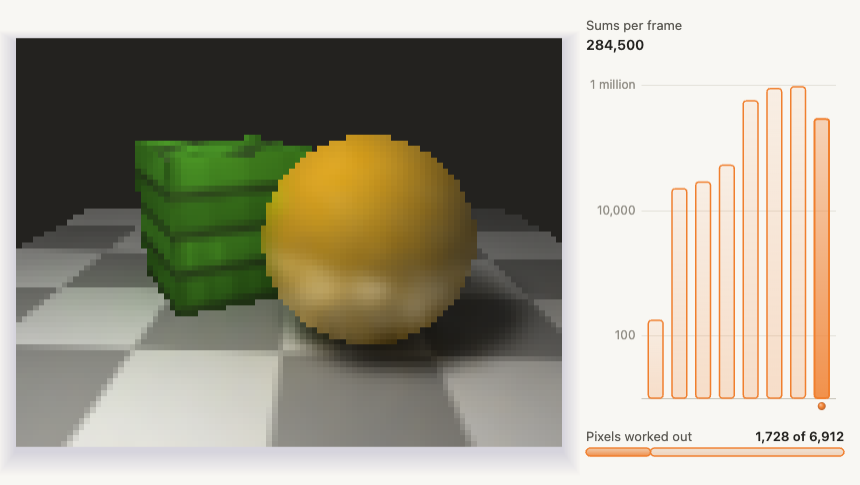 Sums per frame
284,500
1 million
10,000
100
Pixels worked out 1,728 of 6,912